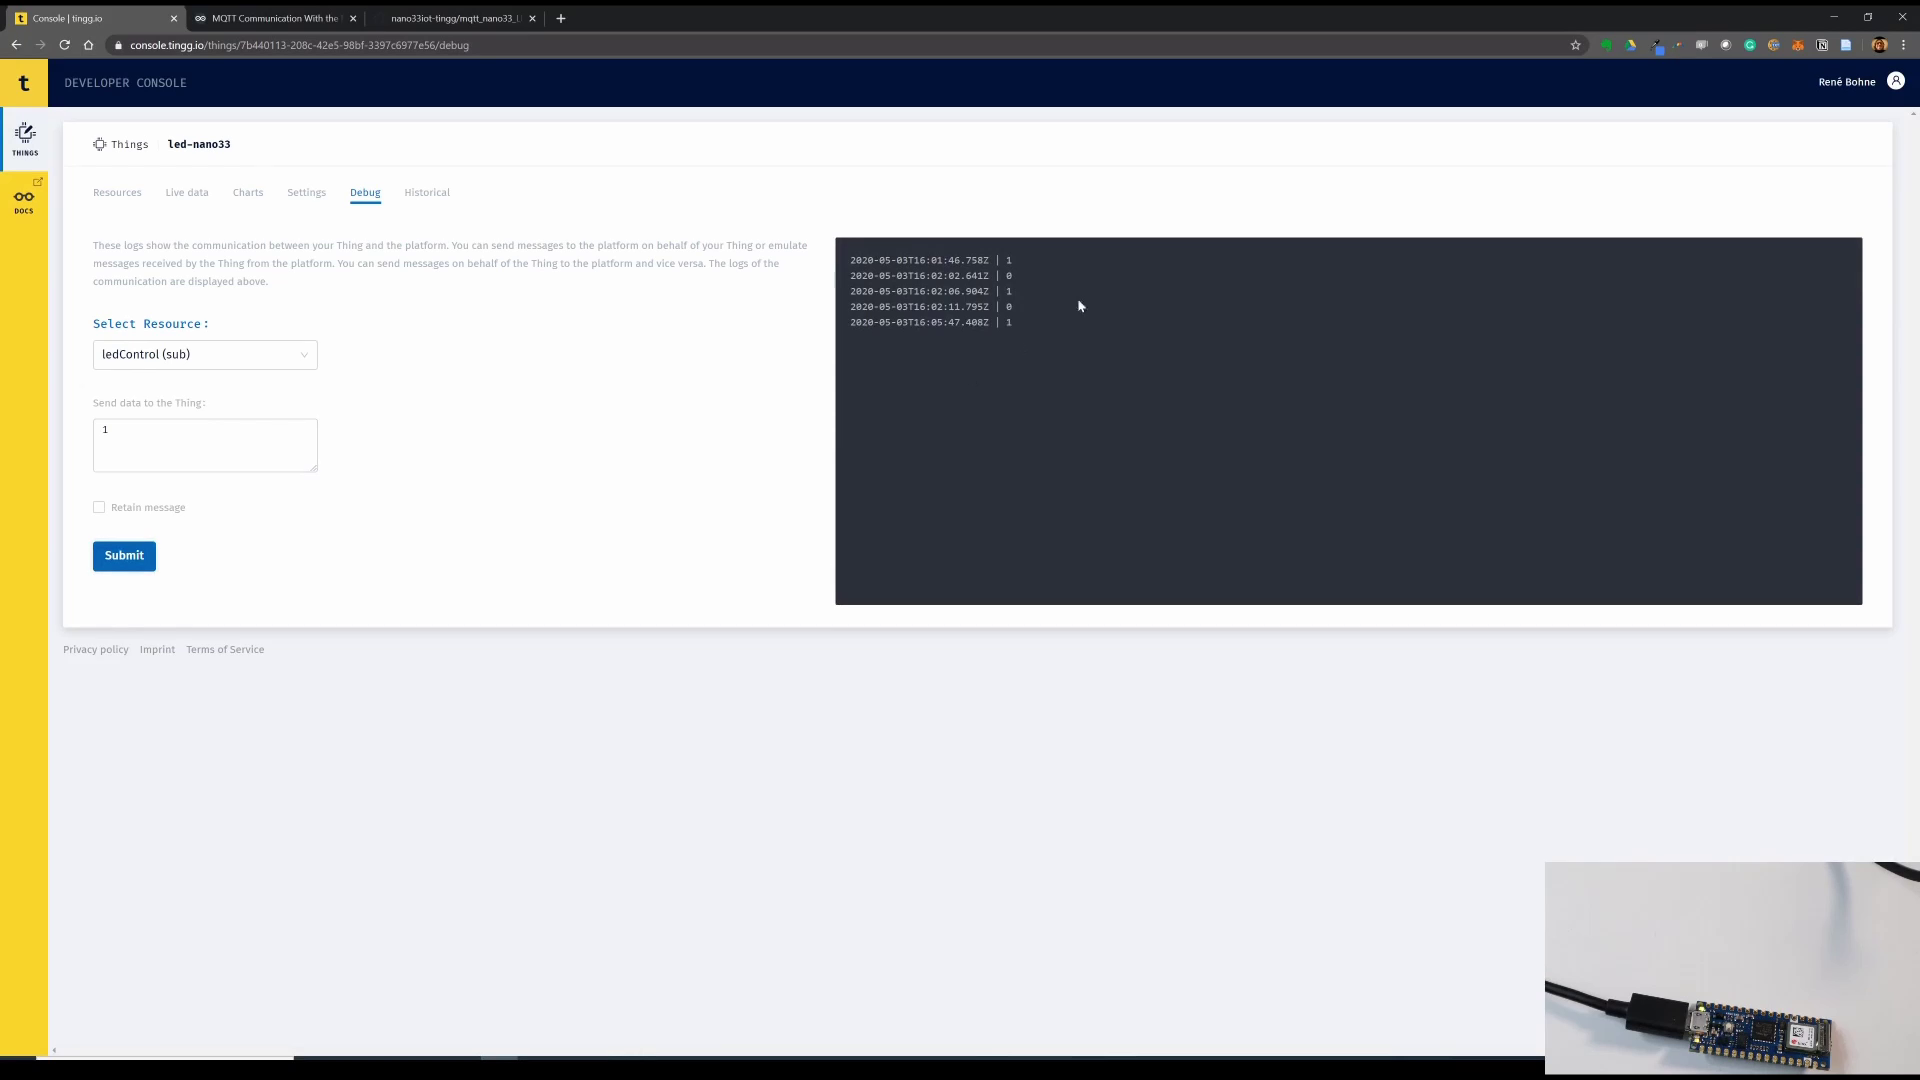 Console | tingg.io
MQTT Communication With the
nano33iot-tingg/mqtt_nano33_
console.tingg.io/things/7b440113-208c-42e5-98bf-3397c6977e56/debug
t
DEVELOPER CONSOLE
René Bohne
THINGS
DOCS
Things
led-nano33
Resources
Live data
Charts
Settings
Debug
Historical
These logs show the communication between your Thing and the platform. You can send messages to the platform on behalf of your Thing or emulate
messages received by the Thing from the platform. You can send messages on behalf of the Thing to the platform and vice versa. The logs of the
communication are displayed above.
Select Resource:
ledControl (sub)
Send data to the Thing:
1
Retain message
Submit
2020-05-03T16:01:46.758Z | 1
2020-05-03T16:02:02.641Z | 0
2020-05-03T16:02:06.904Z | 1
2020-05-03T16:02:11.795Z | 0
2020-05-03T16:05:47.408Z | 1
Privacy policy
Imprint
Terms of Service